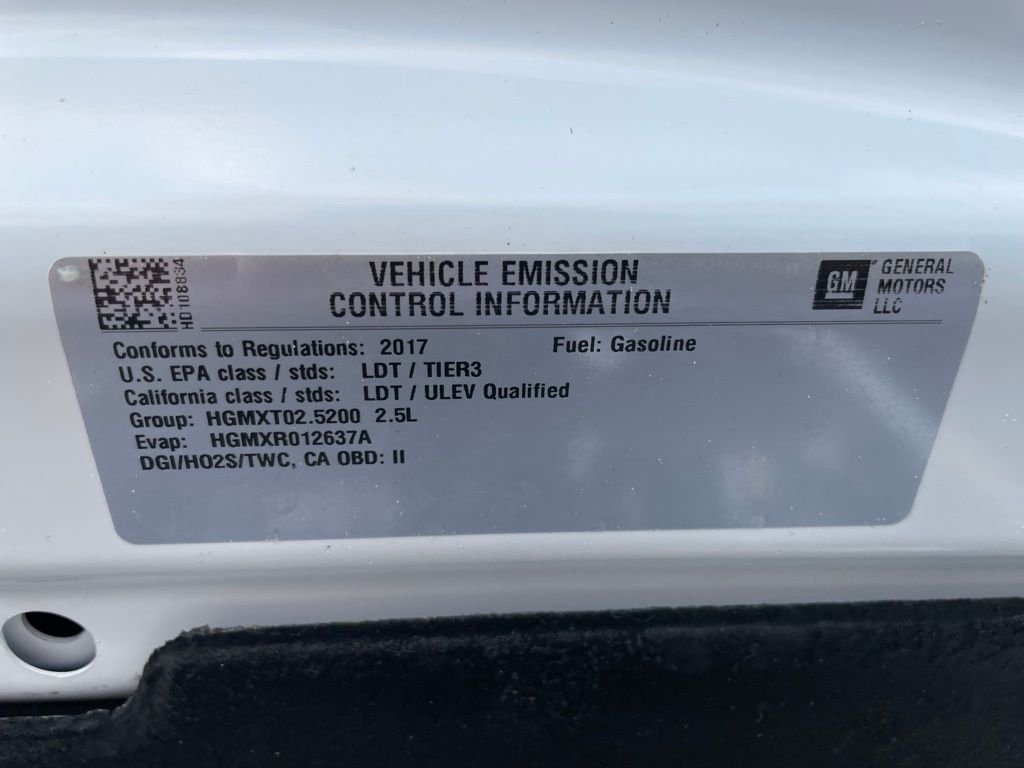 HD108834
VEHICLE EMISSION
CONTROL INFORMATION
GM
GENERAL
MOTORS
LLC
Conforms to Regulations: 2017 Fuel: Gasoline
U.S. EPA class / stds: LDT / TIER3
California class / stds: LDT / ULEV Qualified
Group: HGMXT02.5200 2.5L
Evap: HGMXR012637A
DGI/HO2S/TWC, CA OBD: II